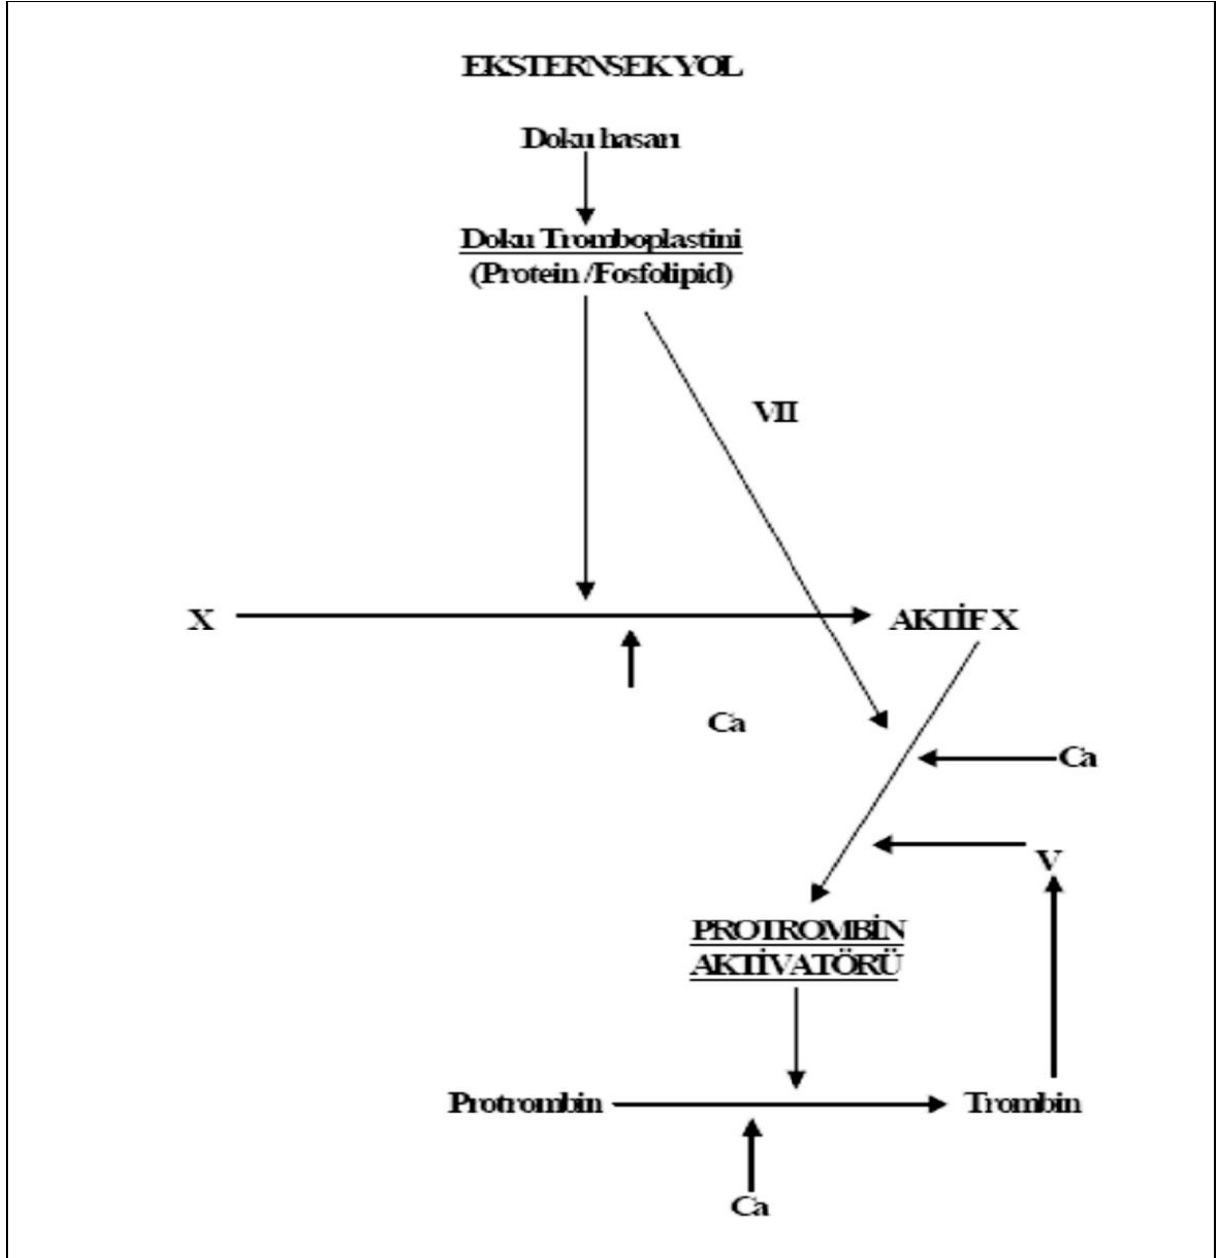 EKSTERNSEK YOL
Doku hasarı
Doku Tromboplastini
(Protein /Fosfolipid)
VII
X
AKTİF X
Ca
Ca
V
PROTROMBİN
AKTİVATÖRÜ
Protrombin
Trombin
Ca